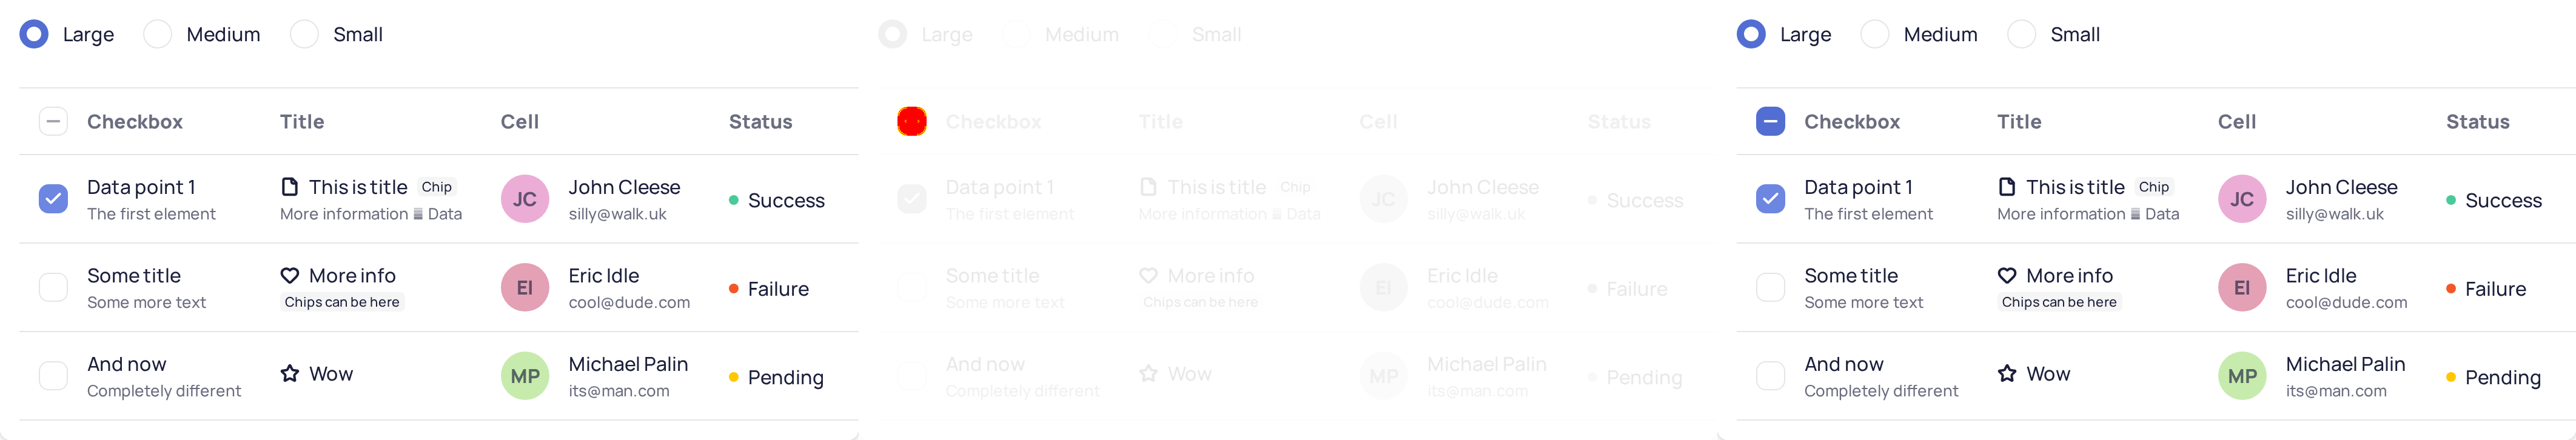 Large Medium Small
Checkbox Title Cell Status
Data point 1 This is title Chip John Cleese Success
The first element More information Data silly@walk.uk
Some title More info Eric Idle Failure
Some more text Chips can be here cool@dude.com
And now Wow Michael Palin Pending
Completely different its@man.com
JC
EI
MP
Large Medium Small
Checkbox Title Cell Status
Data point 1 This is title Chip John Cleese Success
The first element More information Data silly@walk.uk
Some title More info Eric Idle Failure
Some more text Chips can be here cool@dude.com
And now Wow Michael Palin Pending
Completely different its@man.com
JC
EI
MP
Large Medium Small
Checkbox Title Cell Status
Data point 1 This is title Chip John Cleese Success
The first element More information Data silly@walk.uk
Some title More info Eric Idle Failure
Some more text Chips can be here cool@dude.com
And now Wow Michael Palin Pending
Completely different its@man.com
JC
EI
MP